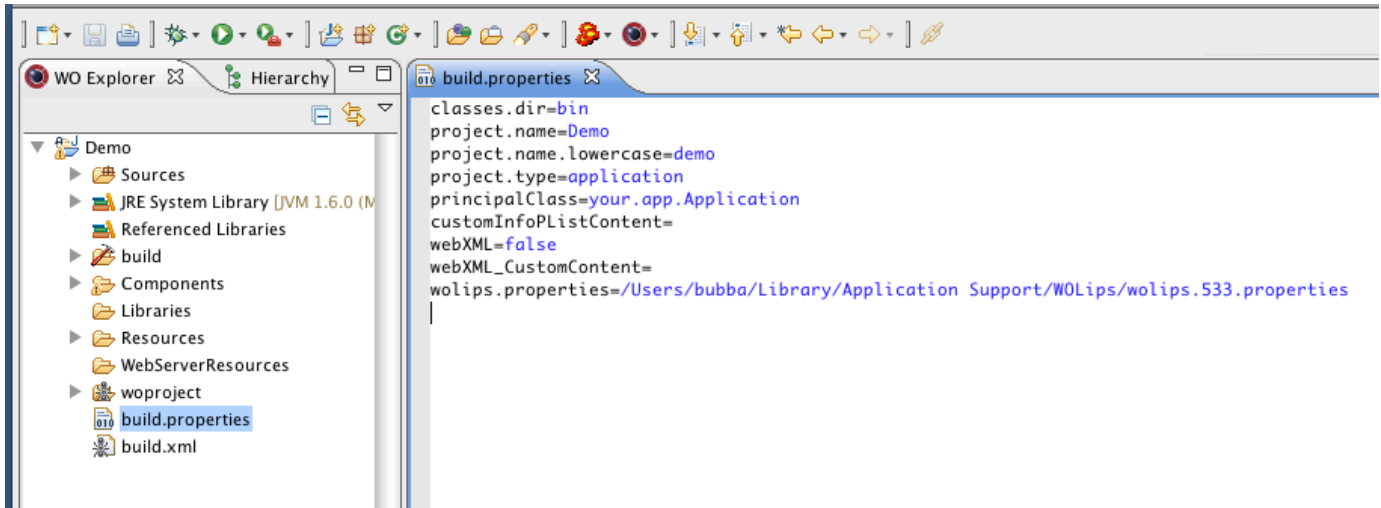 WO Explorer
Hierarchy
build.properties
Demo
Sources
JRE System Library [JVM 1.6.0 (M
Referenced Libraries
build
Components
Libraries
Resources
WebServerResources
woproject
build.properties
build.xml
classes.dir=bin
project.name=Demo
project.name.lowercase=demo
project.type=application
principalClass=your.app.Application
customInfoPListContent=
webXML=false
webXML_CustomContent=
wolips.properties=/Users/bubba/Library/Application Support/WOLips/wolips.533.properties